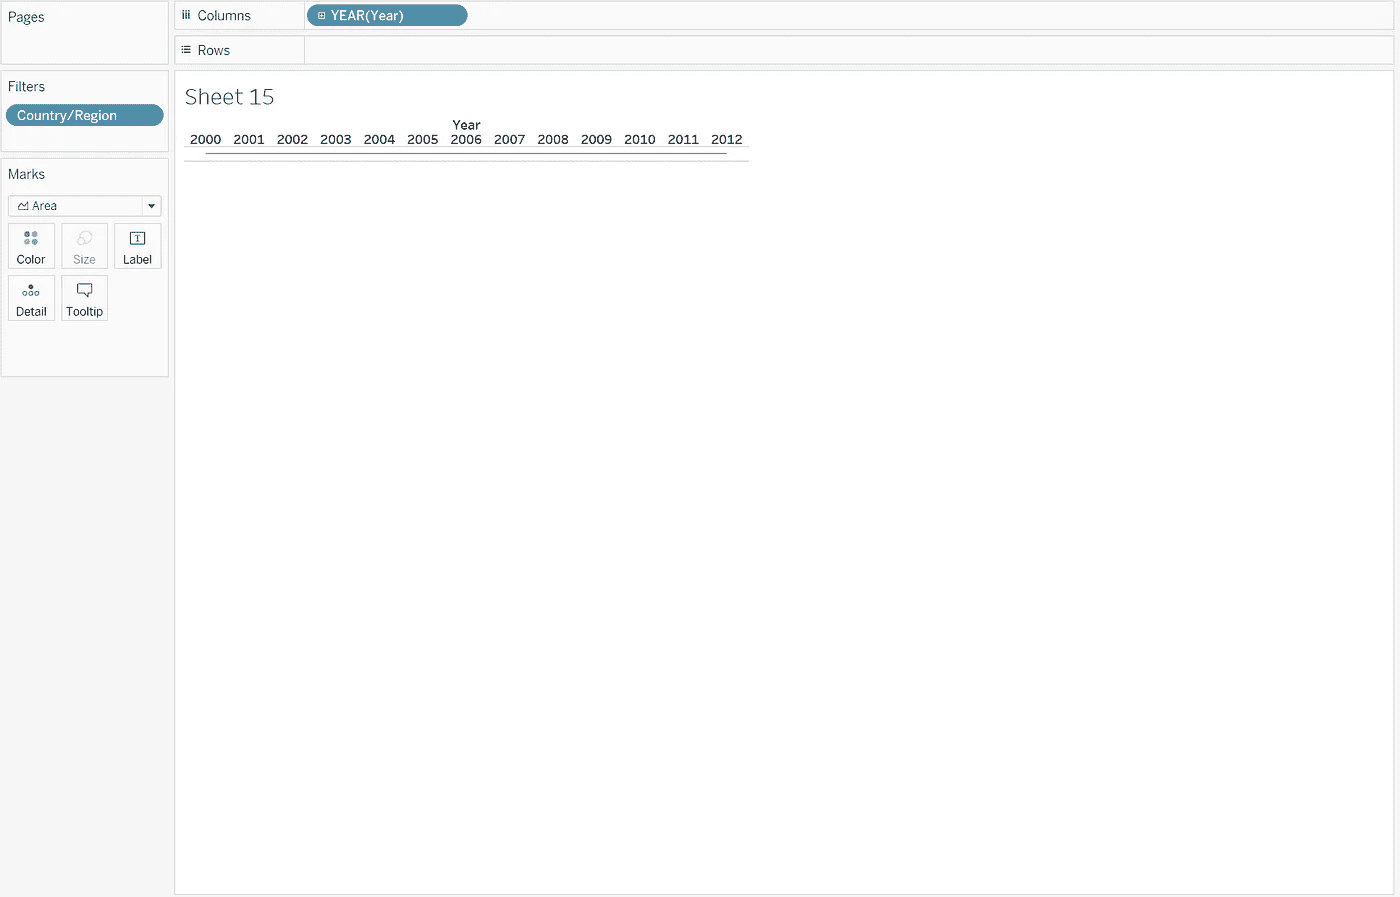 Pages
Columns
YEAR(Year)
Rows
Filters
Country/Region
Marks
Area
Color
Size
Label
Detail
Tooltip
Sheet 15
Year
2000 2001 2002 2003 2004 2005 2006 2007 2008 2009 2010 2011 2012